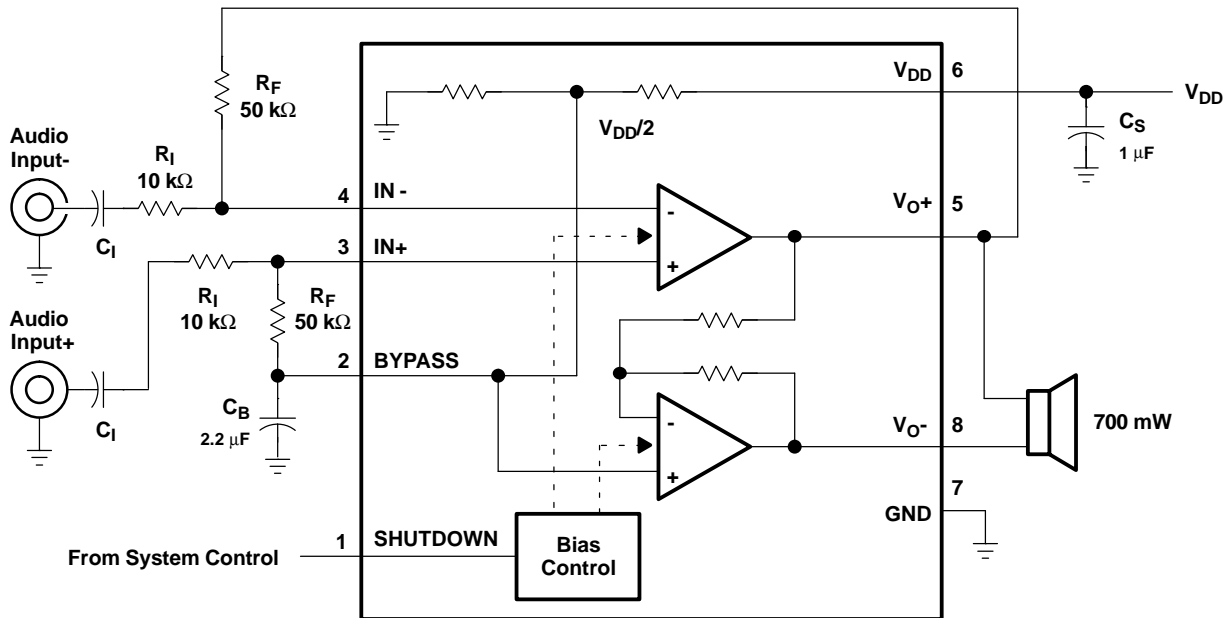 Audio
Input-
R_F
50 kΩ
R_I
10 kΩ
C_I
4
IN -
3
IN+
R_I
10 kΩ
R_F
50 kΩ
Audio
Input+
C_I
2
BYPASS
C_B
2.2 μF
From System Control
1
SHUTDOWN
Bias
Control
V_DD/2
-
+
-
+
V_DD
6
V_DD
C_S
1 μF
V_O+
5
V_O-
8
700 mW
7
GND